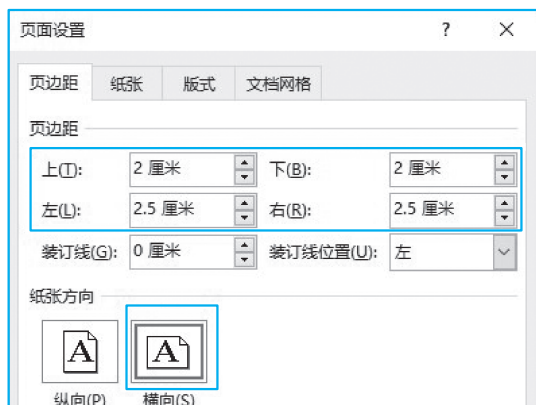 页面设置 ? ×
页边距 纸张 版式 文档网格
页边距
上(T): 2 厘米 下(B): 2 厘米
左(L): 2.5 厘米 右(R): 2.5 厘米
装订线(G): 0 厘米 装订线位置(U): 左
纸张方向
A A
纵向(P) 横向(S)